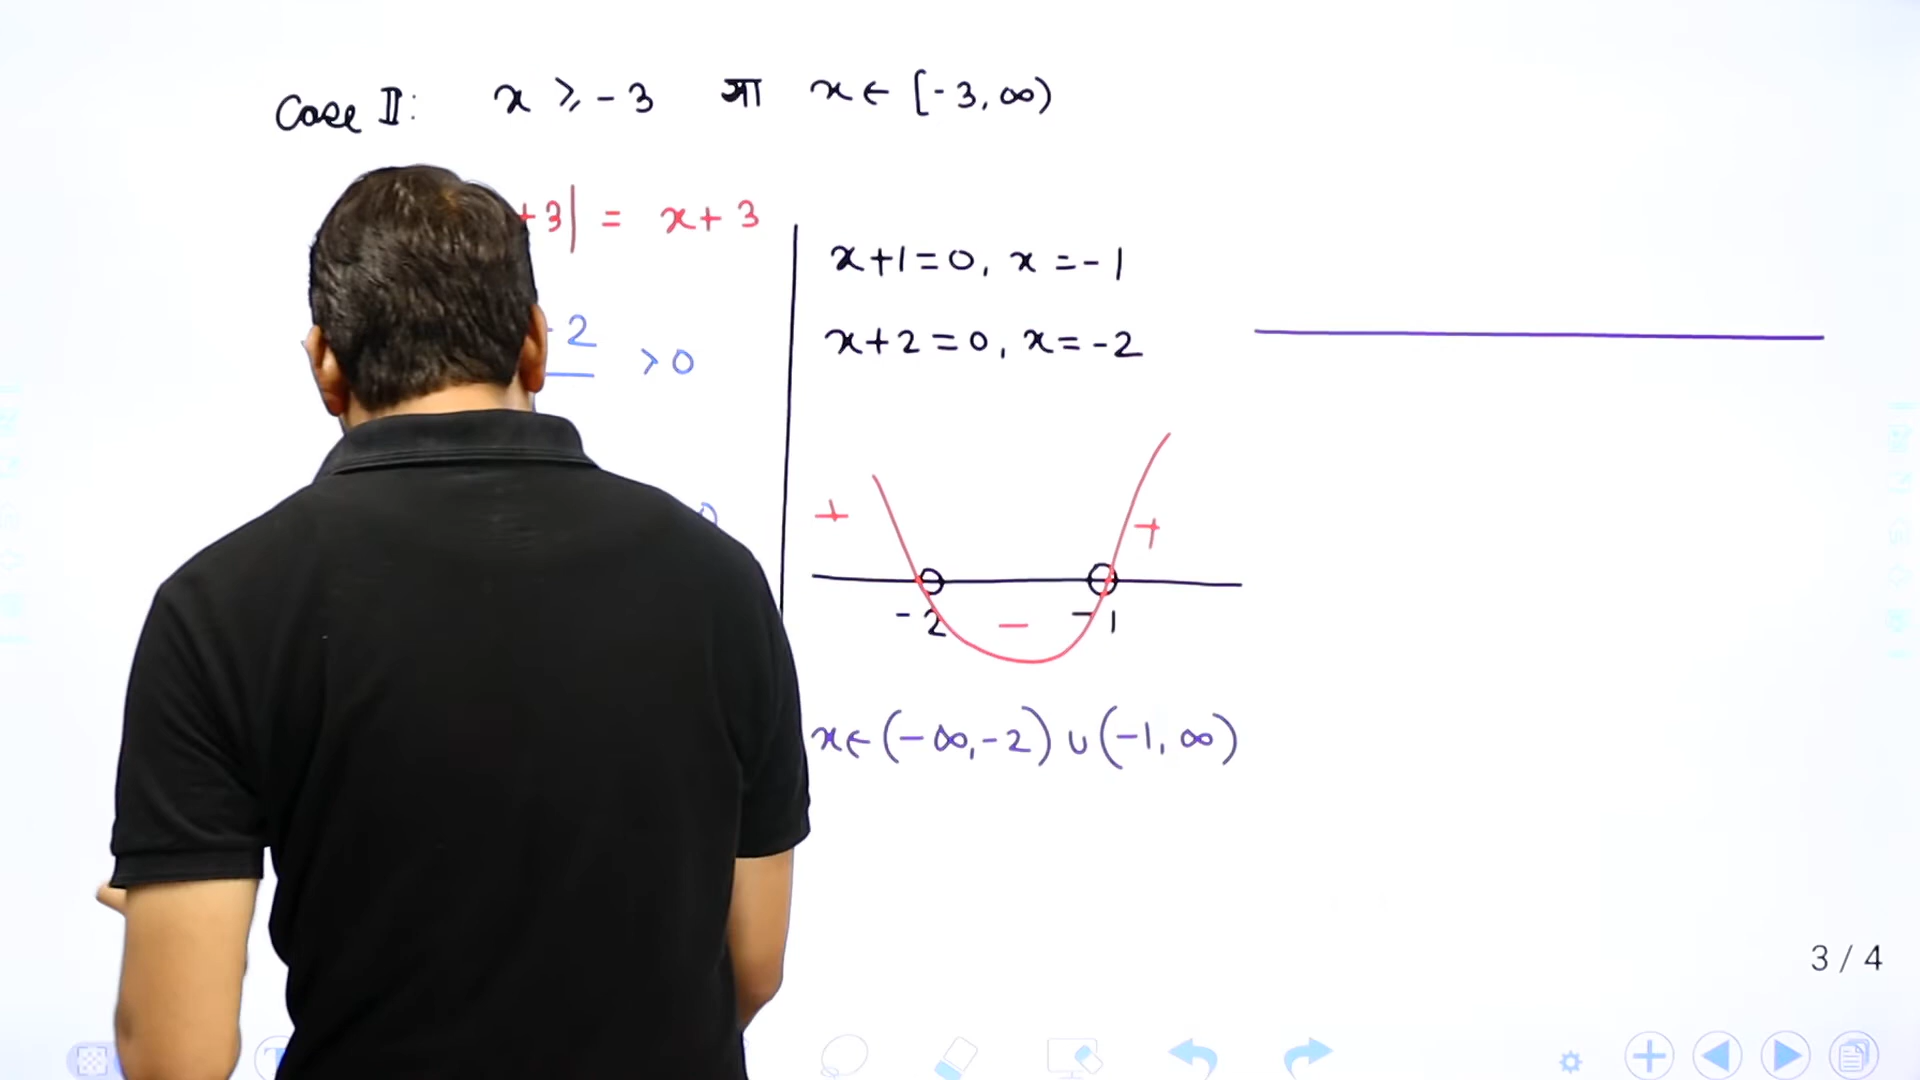 Case II: x ≥ -3 या x ∈ [-3, ∞)
+3| = x+3
x+1=0, x=-1
-2 > 0
x+2=0, x=-2
+ +
-2 - -1
x∈(-∞,-2)∪(-1,∞)
3 / 4